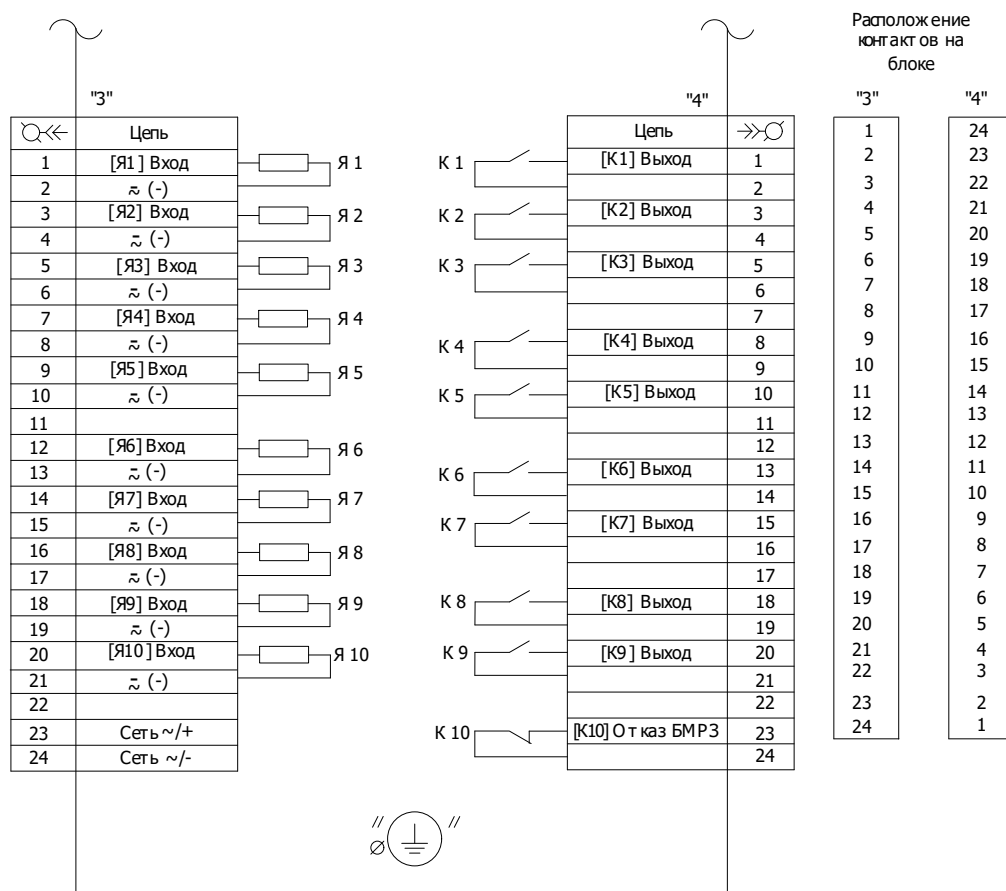 Расположение
контактов на
блоке
"3"
Цепь
1 [Я1] Вход Я 1
2 ≂ (-)
3 [Я2] Вход Я 2
4 ≂ (-)
5 [Я3] Вход Я 3
6 ≂ (-)
7 [Я4] Вход Я 4
8 ≂ (-)
9 [Я5] Вход Я 5
10 ≂ (-)
11
12 [Я6] Вход Я 6
13 ≂ (-)
14 [Я7] Вход Я 7
15 ≂ (-)
16 [Я8] Вход Я 8
17 ≂ (-)
18 [Я9] Вход Я 9
19 ≂ (-)
20 [Я10] Вход Я 10
21 ≂ (-)
22
23 Сеть ~/+
24 Сеть ~/-
"4"
Цепь
К 1 [К1] Выход 1
2
К 2 [К2] Выход 3
4
К 3 [К3] Выход 5
6
7
К 4 [К4] Выход 8
9
К 5 [К5] Выход 10
11
12
К 6 [К6] Выход 13
14
К 7 [К7] Выход 15
16
17
К 8 [К8] Выход 18
19
К 9 [К9] Выход 20
21
22
К 10 [К10] Отказ БМРЗ 23
24
"3" "4"
1 24
2 23
3 22
4 21
5 20
6 19
7 18
8 17
9 16
10 15
11 14
12 13
13 12
14 11
15 10
16 9
17 8
18 7
19 6
20 5
21 4
22 3
23 2
24 1
" "